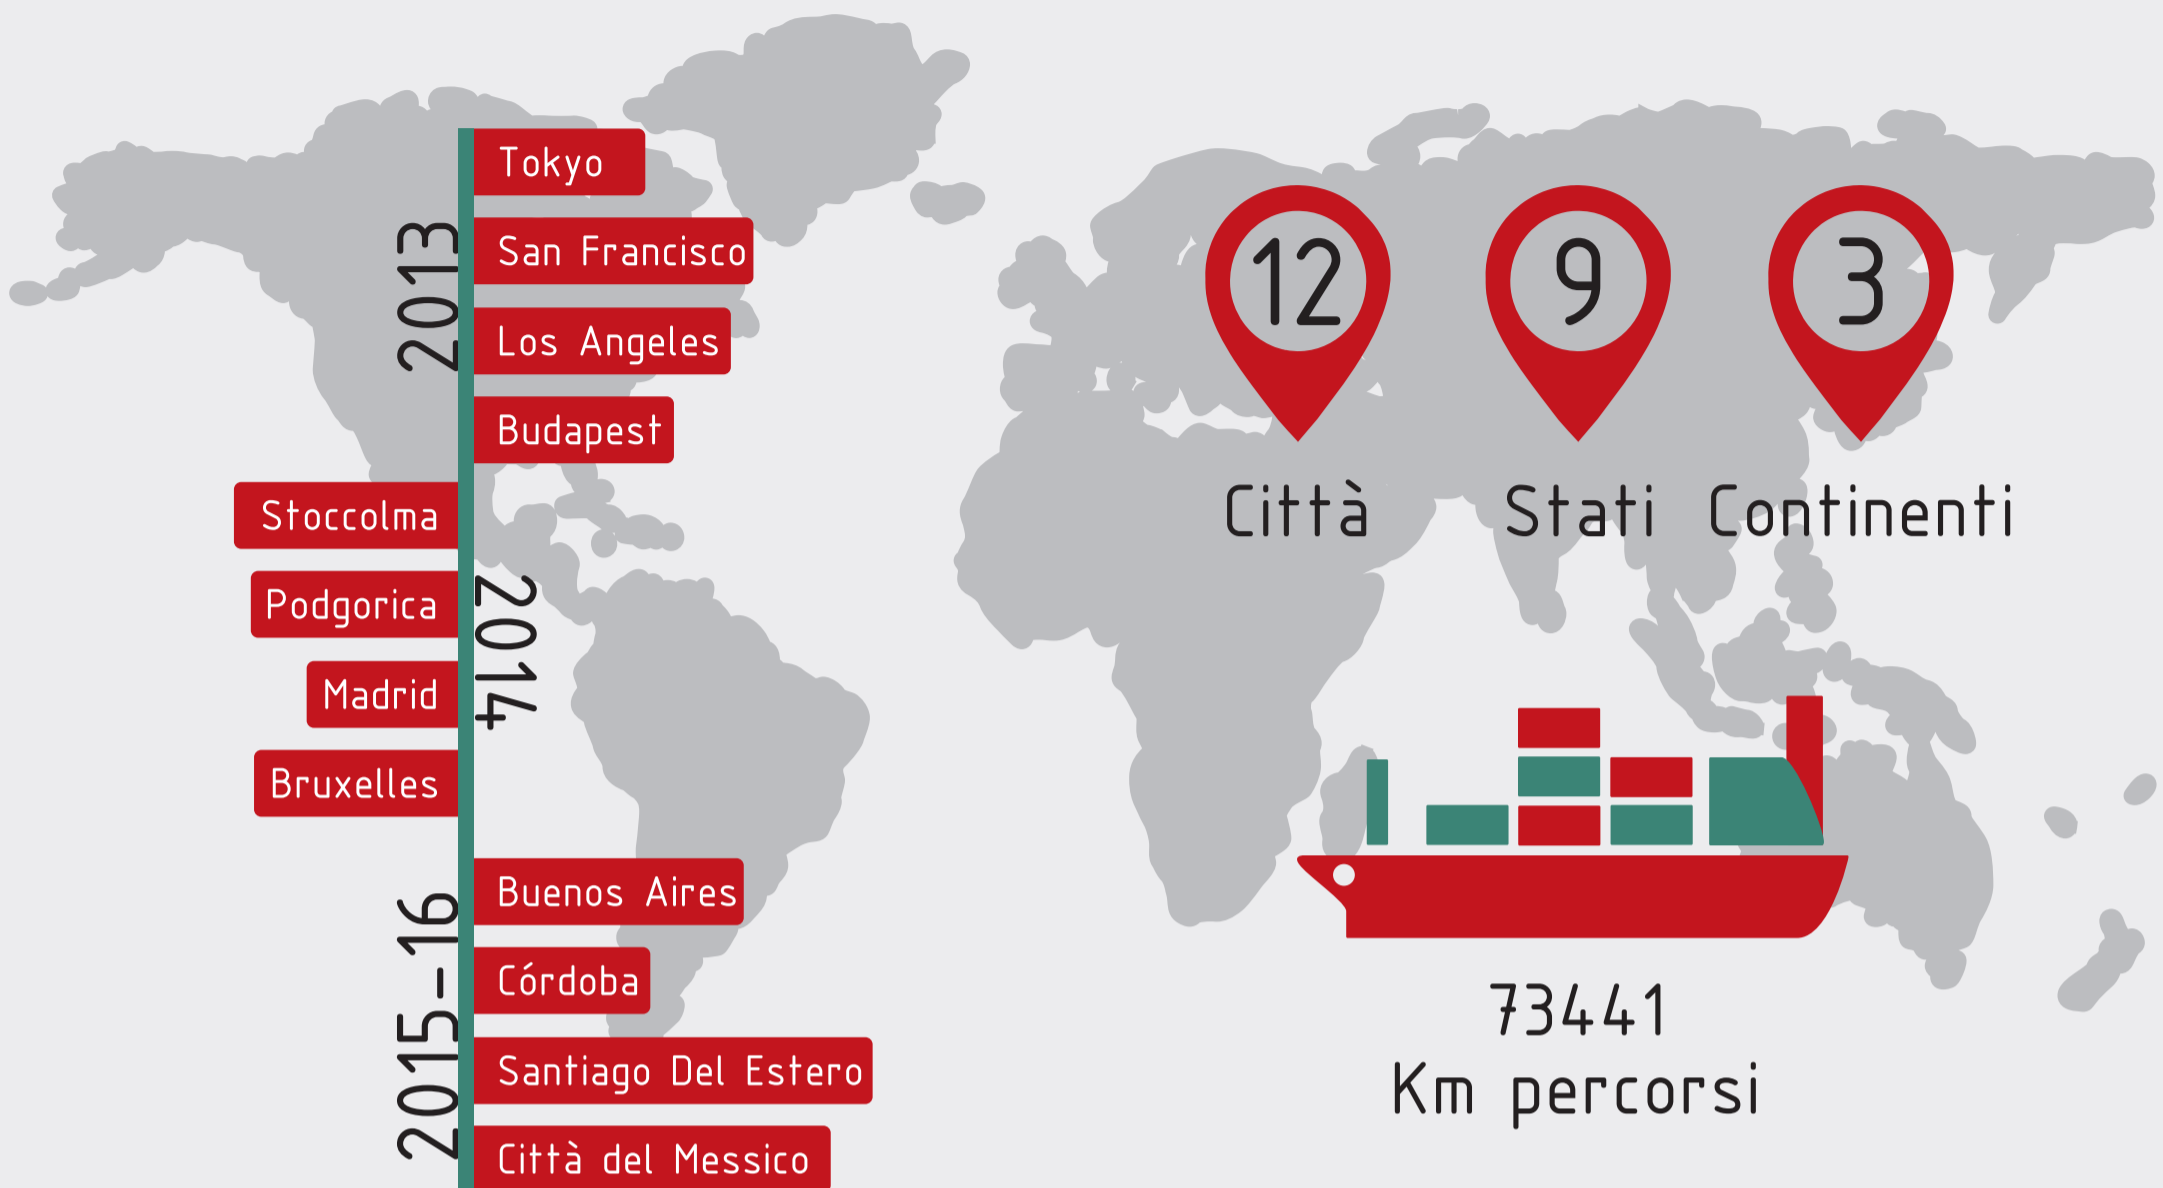 2013
Tokyo
San Francisco
Los Angeles
Budapest
2014
Stoccolma
Podgorica
Madrid
Bruxelles
2015-16
Buenos Aires
Córdoba
Santiago Del Estero
Città del Messico
12
Città
9
Stati
3
Continenti
73441
Km percorsi